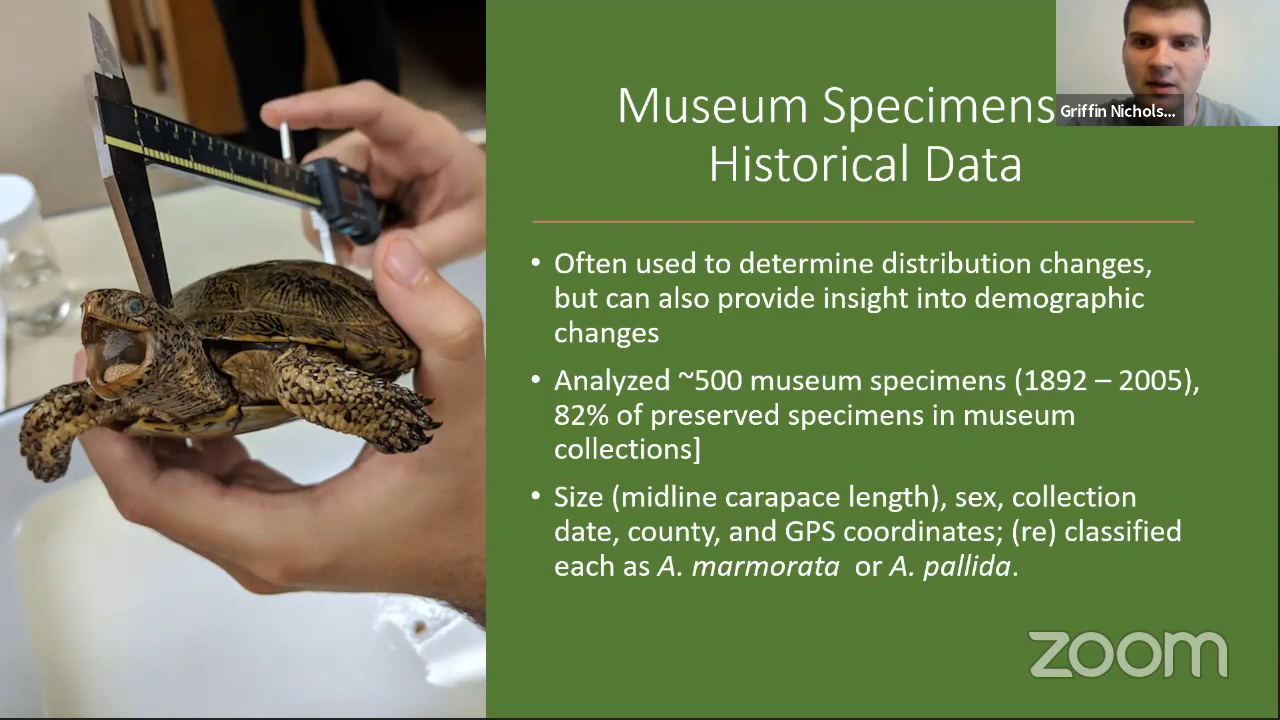 Museum Specimens
Historical Data
Griffin Nichols...
• Often used to determine distribution changes,
but can also provide insight into demographic
changes
• Analyzed ~500 museum specimens (1892 – 2005),
82% of preserved specimens in museum
collections]
• Size (midline carapace length), sex, collection
date, county, and GPS coordinates; (re) classified
each as A. marmorata or A. pallida.
zoom